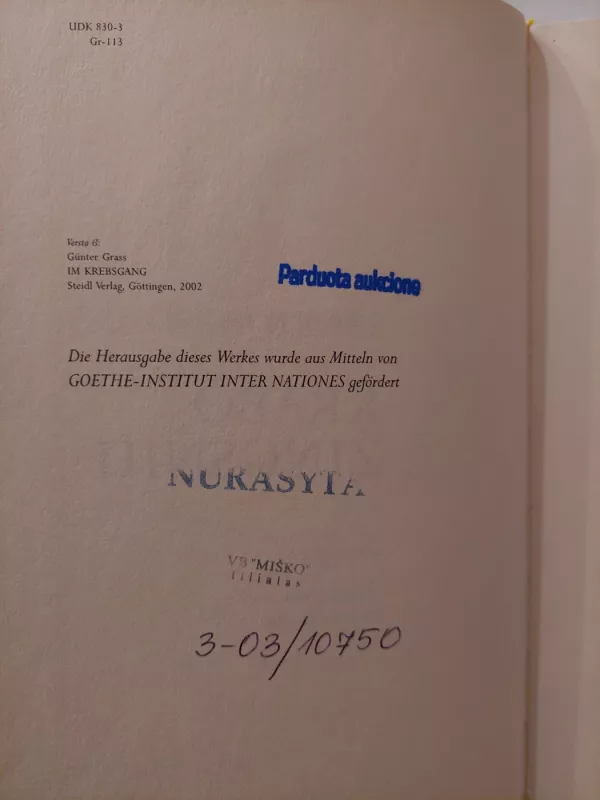 UDK 830-3
Gr-113
Versta iš:
Günter Grass
IM KREBSGANG
Steidl Verlag, Göttingen, 2002
Parduota aukcione
Die Herausgabe dieses Werkes wurde aus Mitteln von
GOETHE-INSTITUT INTER NATIONES gefördert
NURAŠYTA
VB "MIŠKO"
filialas
3-03/10750